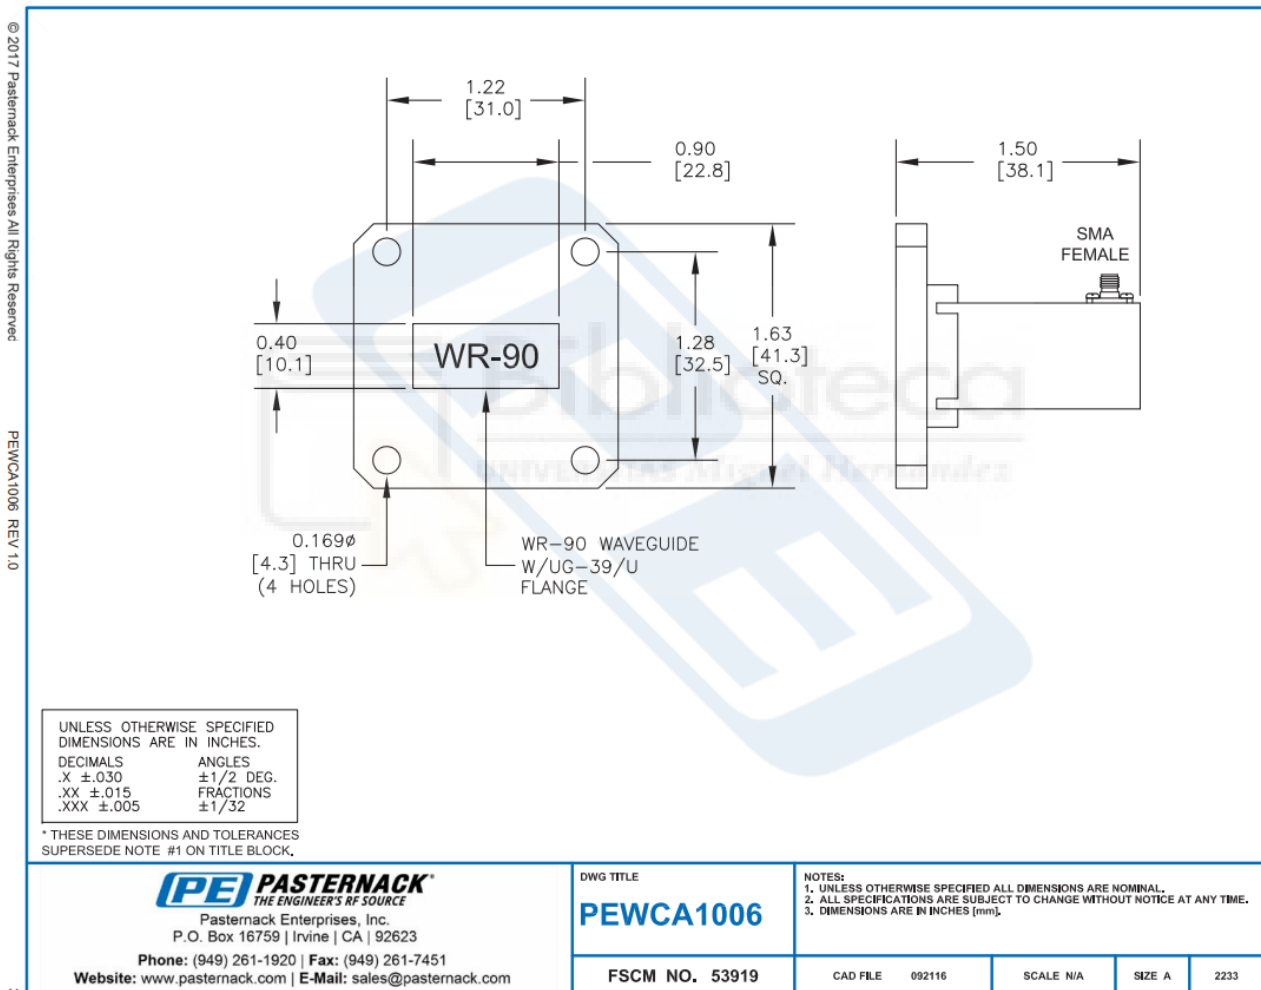 © 2017 Pasternack Enterprises All Rights Reserved
PEWCA1006 REV 1.0
1.22
[31.0]
0.90
[22.8]
1.50
[38.1]
SMA
FEMALE
0.40
[10.1]
WR-90
1.28
[32.5]
1.63
[41.3]
SQ.
Biblioteca
UNIVERSITAS Miguel Hernández
0.169ø
[4.3] THRU
(4 HOLES)
WR-90 WAVEGUIDE
W/UG-39/U
FLANGE
UNLESS OTHERWISE SPECIFIED
DIMENSIONS ARE IN INCHES.
DECIMALS ANGLES
.X ±.030 ±1/2 DEG.
.XX ±.015 FRACTIONS
.XXX ±.005 ±1/32
* THESE DIMENSIONS AND TOLERANCES
SUPERSEDE NOTE #1 ON TITLE BLOCK.
PE PASTERNACK®
THE ENGINEER'S RF SOURCE
Pasternack Enterprises, Inc.
P.O. Box 16759 | Irvine | CA | 92623
Phone: (949) 261-1920 | Fax: (949) 261-7451
Website: www.pasternack.com | E-Mail: sales@pasternack.com
DWG TITLE
PEWCA1006
FSCM NO. 53919
NOTES:
1. UNLESS OTHERWISE SPECIFIED ALL DIMENSIONS ARE NOMINAL.
2. ALL SPECIFICATIONS ARE SUBJECT TO CHANGE WITHOUT NOTICE AT ANY TIME.
3. DIMENSIONS ARE IN INCHES [mm].
CAD FILE 092116
SCALE N/A
SIZE A
2233